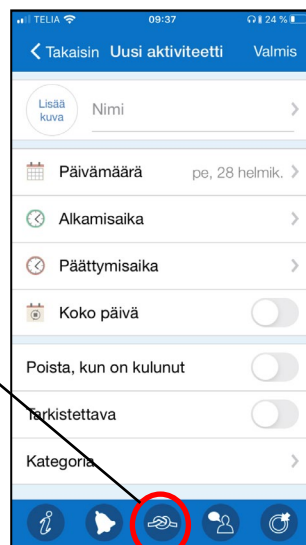 TELIA 09:37 24 %
Takaisin Uusi aktiviteetti Valmis
Lisää
kuva
Nimi
Päivämäärä pe, 28 helmik.
Alkamisaika
Päättymisaika
Koko päivä
Poista, kun on kulunut
Tarkistettava
Kategoria